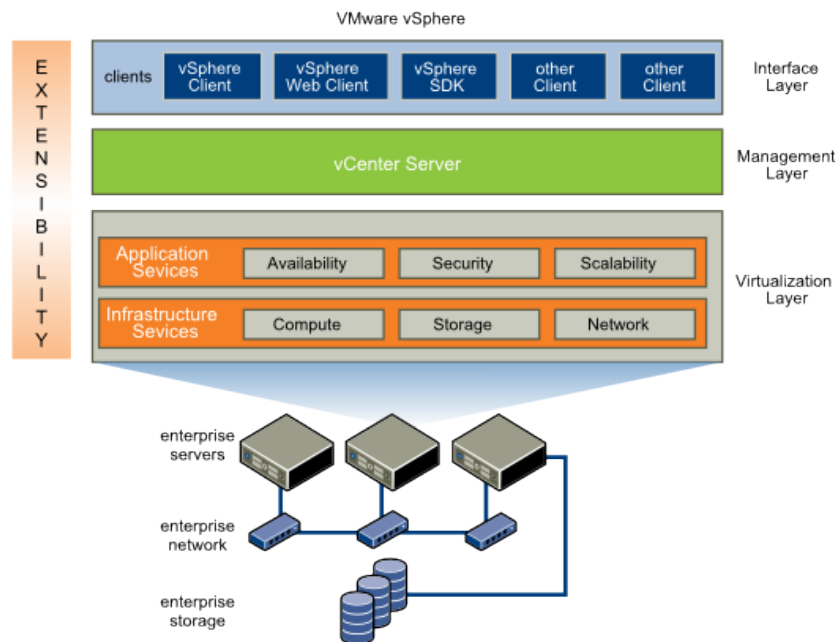 VMware vSphere
EXTENSIBILITY
clients
vSphere
Client
vSphere
Web Client
vSphere
SDK
other
Client
other
Client
Interface
Layer
vCenter Server
Management
Layer
Application
Sevices
Availability
Security
Scalability
Infrastructure
Sevices
Compute
Storage
Network
Virtualization
Layer
enterprise
servers
enterprise
network
enterprise
storage